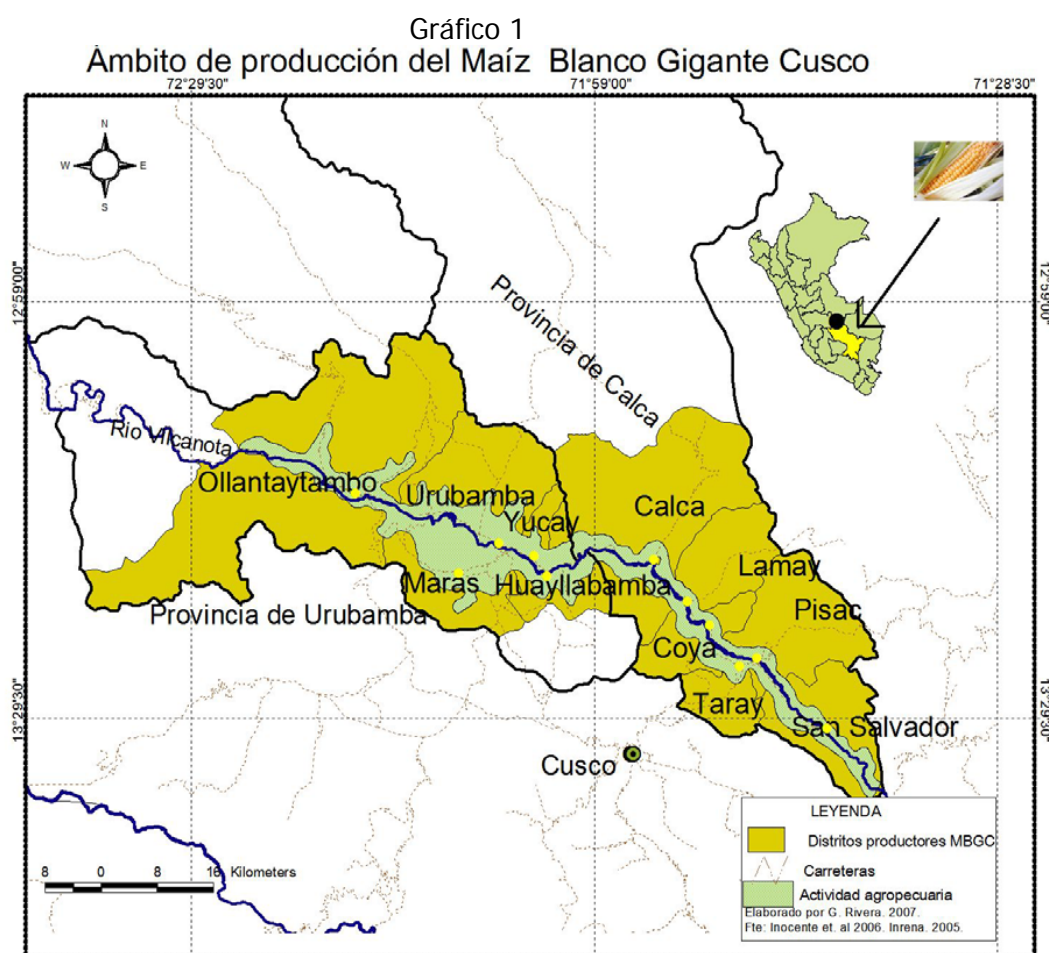 Gráfico 1
Ámbito de producción del Maíz Blanco Gigante Cusco
72°29'30"
71°59'00"
71°28'30"
N
W
E
S
12°59'00"
12°59'00"
Provincia de Calca
Rio Vilcanota
Ollantaytambo
Urubamba
Yucay
Calca
Maras
Huayllabamba
Lamay
Pisac
Provincia de Urubamba
Coya
Taray
San Salvador
13°29'30"
13°29'30"
Cusco
8 0 8 16 Kilometers
LEYENDA
Distritos productores MBGC
Carreteras
Actividad agropecuaria
Elaborado por G. Rivera. 2007.
Fte: Inocente et. al 2006. Inrena. 2005.